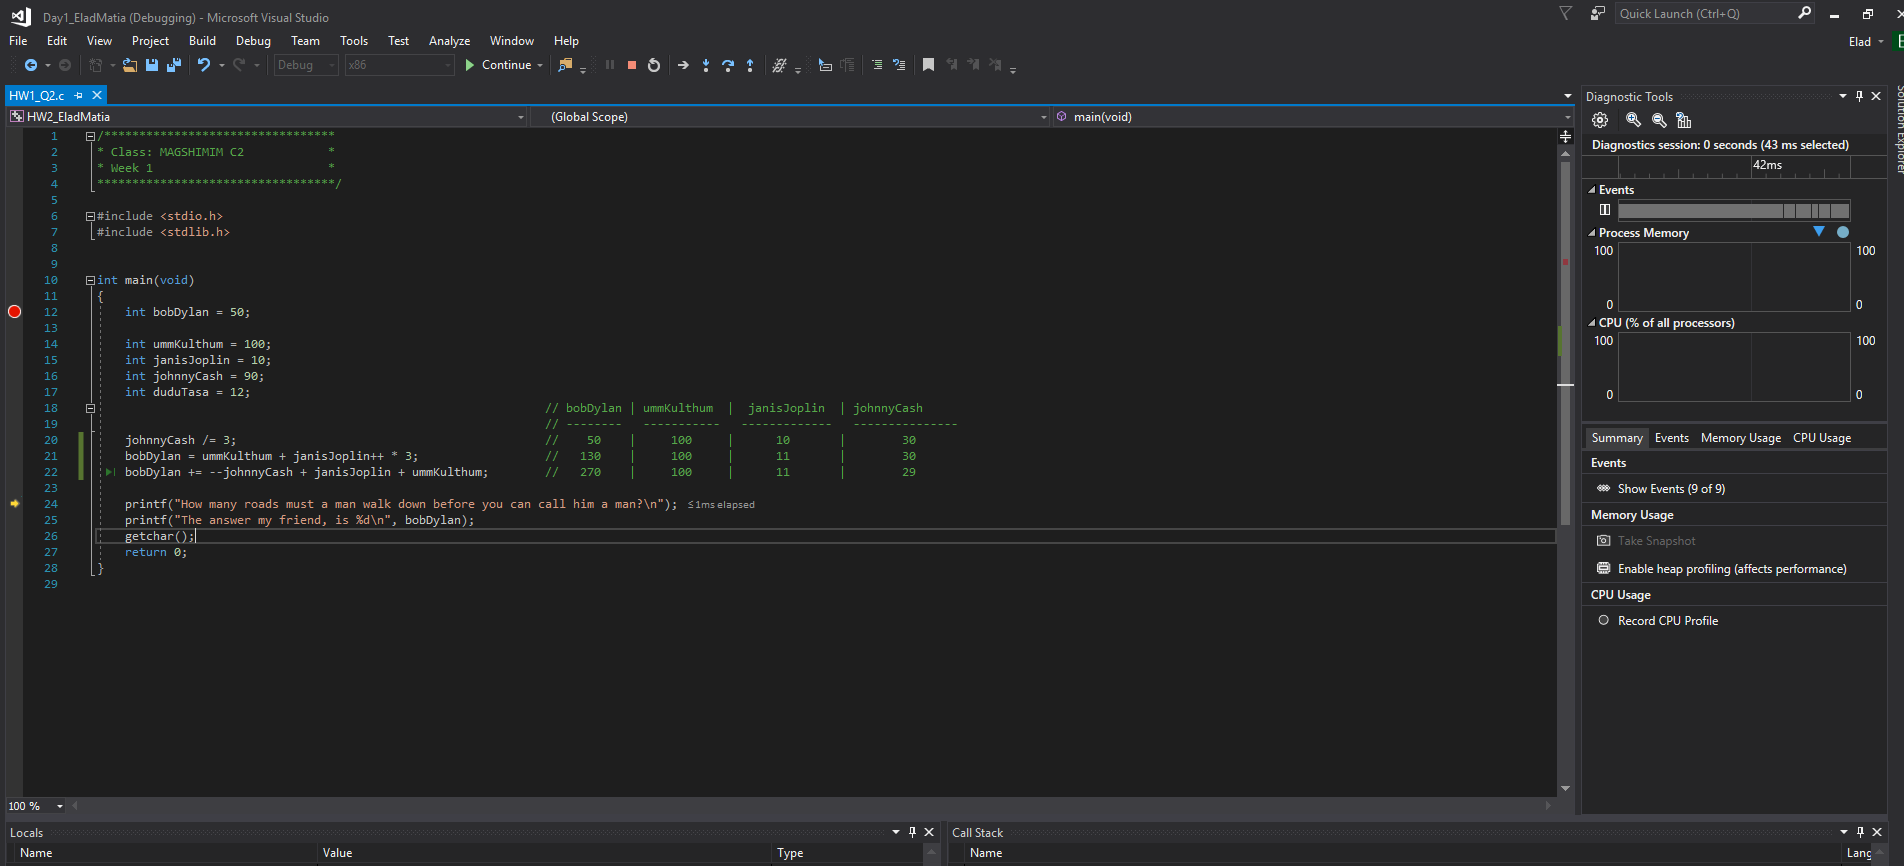 Day1_EladMatia (Debugging) - Microsoft Visual Studio
Quick Launch (Ctrl+Q)
File Edit View Project Build Debug Team Tools Test Analyze Window Help
Elad E
Debug x86 Continue
HW1_Q2.c
HW2_EladMatia (Global Scope) main(void)
1 /*********************************
2 * Class: MAGSHIMIM C2 *
3 * Week 1 *
4 **********************************/
5
6 #include <stdio.h>
7 #include <stdlib.h>
8
9
10 int main(void)
11 {
12 int bobDylan = 50;
13
14 int ummKulthum = 100;
15 int janisJoplin = 10;
16 int johnnyCash = 90;
17 int duduTasa = 12;
18 // bobDylan | ummKulthum | janisJoplin | johnnyCash
19 // -------- ----------- ------------- ---------------
20 johnnyCash /= 3; // 50 | 100 | 10 | 30
21 bobDylan = ummKulthum + janisJoplin++ * 3; // 130 | 100 | 11 | 30
22 bobDylan += --johnnyCash + janisJoplin + ummKulthum; // 270 | 100 | 11 | 29
23
24 printf("How many roads must a man walk down before you can call him a man?\n"); ≤1ms elapsed
25 printf("The answer my friend, is %d\n", bobDylan);
26 getchar();
27 return 0;
28 }
29
100 %
Diagnostic Tools
Diagnostics session: 0 seconds (43 ms selected)
42ms
Events
Process Memory
100 100
0 0
CPU (% of all processors)
100 100
0 0
Summary Events Memory Usage CPU Usage
Events
Show Events (9 of 9)
Memory Usage
Take Snapshot
Enable heap profiling (affects performance)
CPU Usage
Record CPU Profile
Solution Explorer
Locals
Name Value Type
Call Stack
Name Lang